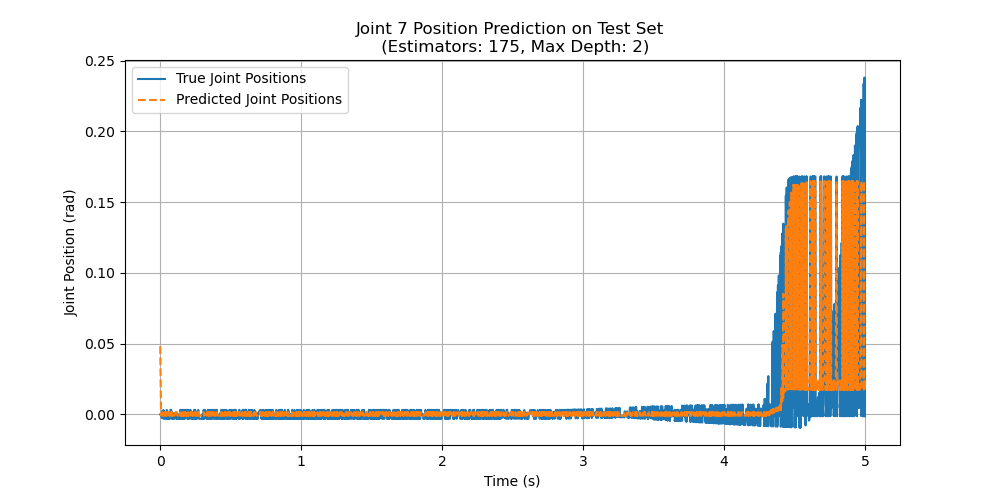 Joint 7 Position Prediction on Test Set
(Estimators: 175, Max Depth: 2)
True Joint Positions
Predicted Joint Positions
Joint Position (rad)
0.25
0.20
0.15
0.10
0.05
0.00
0 1 2 3 4 5
Time (s)